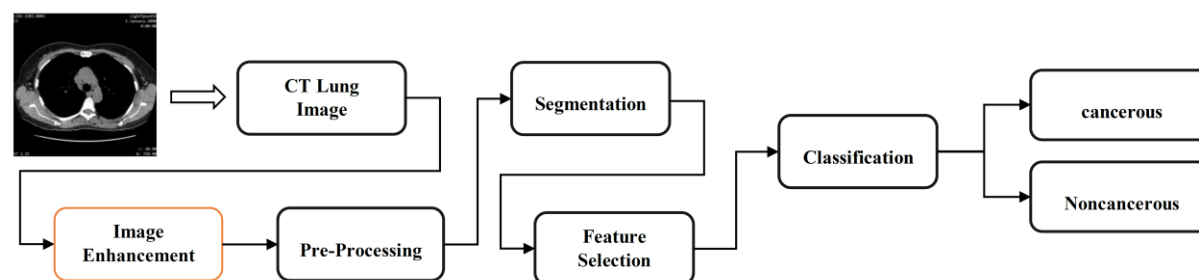 CT Lung
Image
Segmentation
cancerous
Classification
Noncancerous
Image
Enhancement
Pre-Processing
Feature
Selection